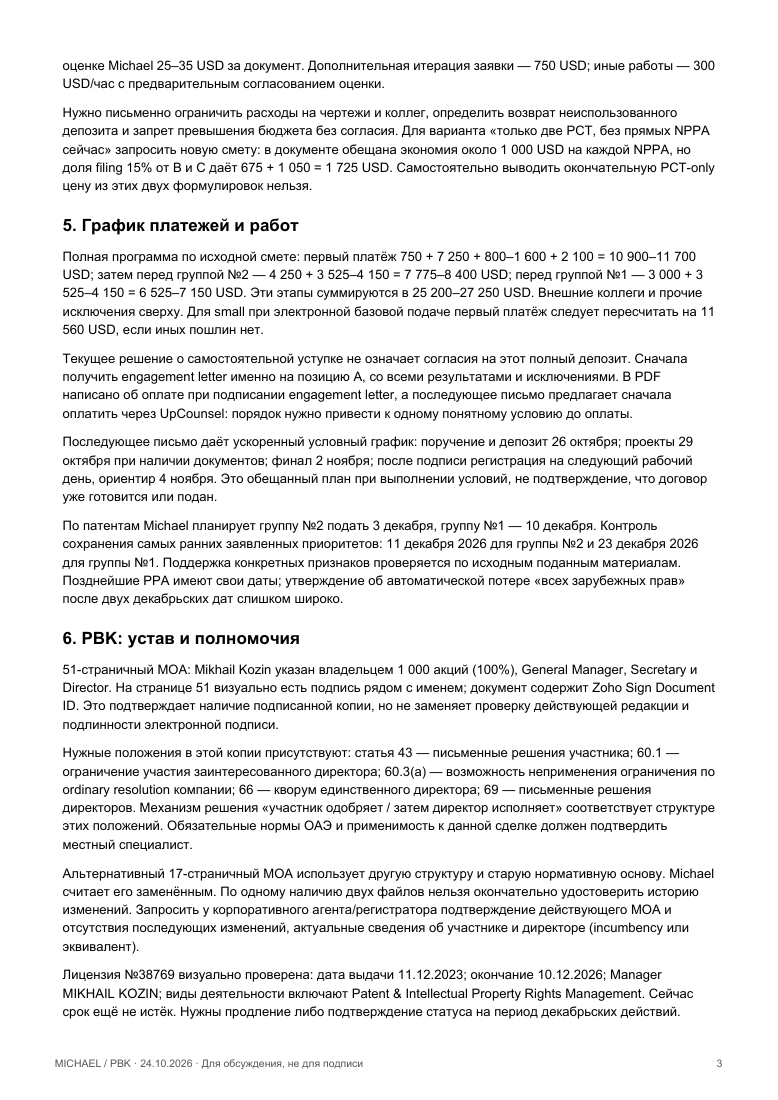 оценке Michael 25–35 USD за документ. Дополнительная итерация заявки — 750 USD; иные работы — 300
USD/час с предварительным согласованием оценки.
Нужно письменно ограничить расходы на чертежи и коллег, определить возврат неиспользованного
депозита и запрет превышения бюджета без согласия. Для варианта «только две PCT, без прямых NPPA
сейчас» запросить новую смету: в документе обещана экономия около 1 000 USD на каждой NPPA, но
доля filing 15% от B и C даёт 675 + 1 050 = 1 725 USD. Самостоятельно выводить окончательную PCT-only
цену из этих двух формулировок нельзя.
5. График платежей и работ
Полная программа по исходной смете: первый платёж 750 + 7 250 + 800–1 600 + 2 100 = 10 900–11 700
USD; затем перед группой №2 — 4 250 + 3 525–4 150 = 7 775–8 400 USD; перед группой №1 — 3 000 + 3
525–4 150 = 6 525–7 150 USD. Эти этапы суммируются в 25 200–27 250 USD. Внешние коллеги и прочие
исключения сверху. Для small при электронной базовой подаче первый платёж следует пересчитать на 11
560 USD, если иных пошлин нет.
Текущее решение о самостоятельной уступке не означает согласия на этот полный депозит. Сначала
получить engagement letter именно на позицию A, со всеми результатами и исключениями. В PDF
написано об оплате при подписании engagement letter, а последующее письмо предлагает сначала
оплатить через UpCounsel: порядок нужно привести к одному понятному условию до оплаты.
Последующее письмо даёт ускоренный условный график: поручение и депозит 26 октября; проекты 29
октября при наличии документов; финал 2 ноября; после подписи регистрация на следующий рабочий
день, ориентир 4 ноября. Это обещанный план при выполнении условий, не подтверждение, что договор
уже готовится или подан.
По патентам Michael планирует группу №2 подать 3 декабря, группу №1 — 10 декабря. Контроль
сохранения самых ранних заявленных приоритетов: 11 декабря 2026 для группы №2 и 23 декабря 2026
для группы №1. Поддержка конкретных признаков проверяется по исходным поданным материалам.
Позднейшие PPA имеют свои даты; утверждение об автоматической потере «всех зарубежных прав»
после двух декабрьских дат слишком широко.
6. PBK: устав и полномочия
51-страничный MOA: Mikhail Kozin указан владельцем 1 000 акций (100%), General Manager, Secretary и
Director. На странице 51 визуально есть подпись рядом с именем; документ содержит Zoho Sign Document
ID. Это подтверждает наличие подписанной копии, но не заменяет проверку действующей редакции и
подлинности электронной подписи.
Нужные положения в этой копии присутствуют: статья 43 — письменные решения участника; 60.1 —
ограничение участия заинтересованного директора; 60.3(a) — возможность неприменения ограничения по
ordinary resolution компании; 66 — кворум единственного директора; 69 — письменные решения
директоров. Механизм решения «участник одобряет / затем директор исполняет» соответствует структуре
этих положений. Обязательные нормы ОАЭ и применимость к данной сделке должен подтвердить
местный специалист.
Альтернативный 17-страничный MOA использует другую структуру и старую нормативную основу. Michael
считает его заменённым. По одному наличию двух файлов нельзя окончательно удостоверить историю
изменений. Запросить у корпоративного агента/регистратора подтверждение действующего MOA и
отсутствия последующих изменений, актуальные сведения об участнике и директоре (incumbency или
эквивалент).
Лицензия №38769 визуально проверена: дата выдачи 11.12.2023; окончание 10.12.2026; Manager
MIKHAIL KOZIN; виды деятельности включают Patent & Intellectual Property Rights Management. Сейчас
срок ещё не истёк. Нужны продление либо подтверждение статуса на период декабрьских действий.
MICHAEL / PBK · 24.10.2026 · Для обсуждения, не для подписи
3